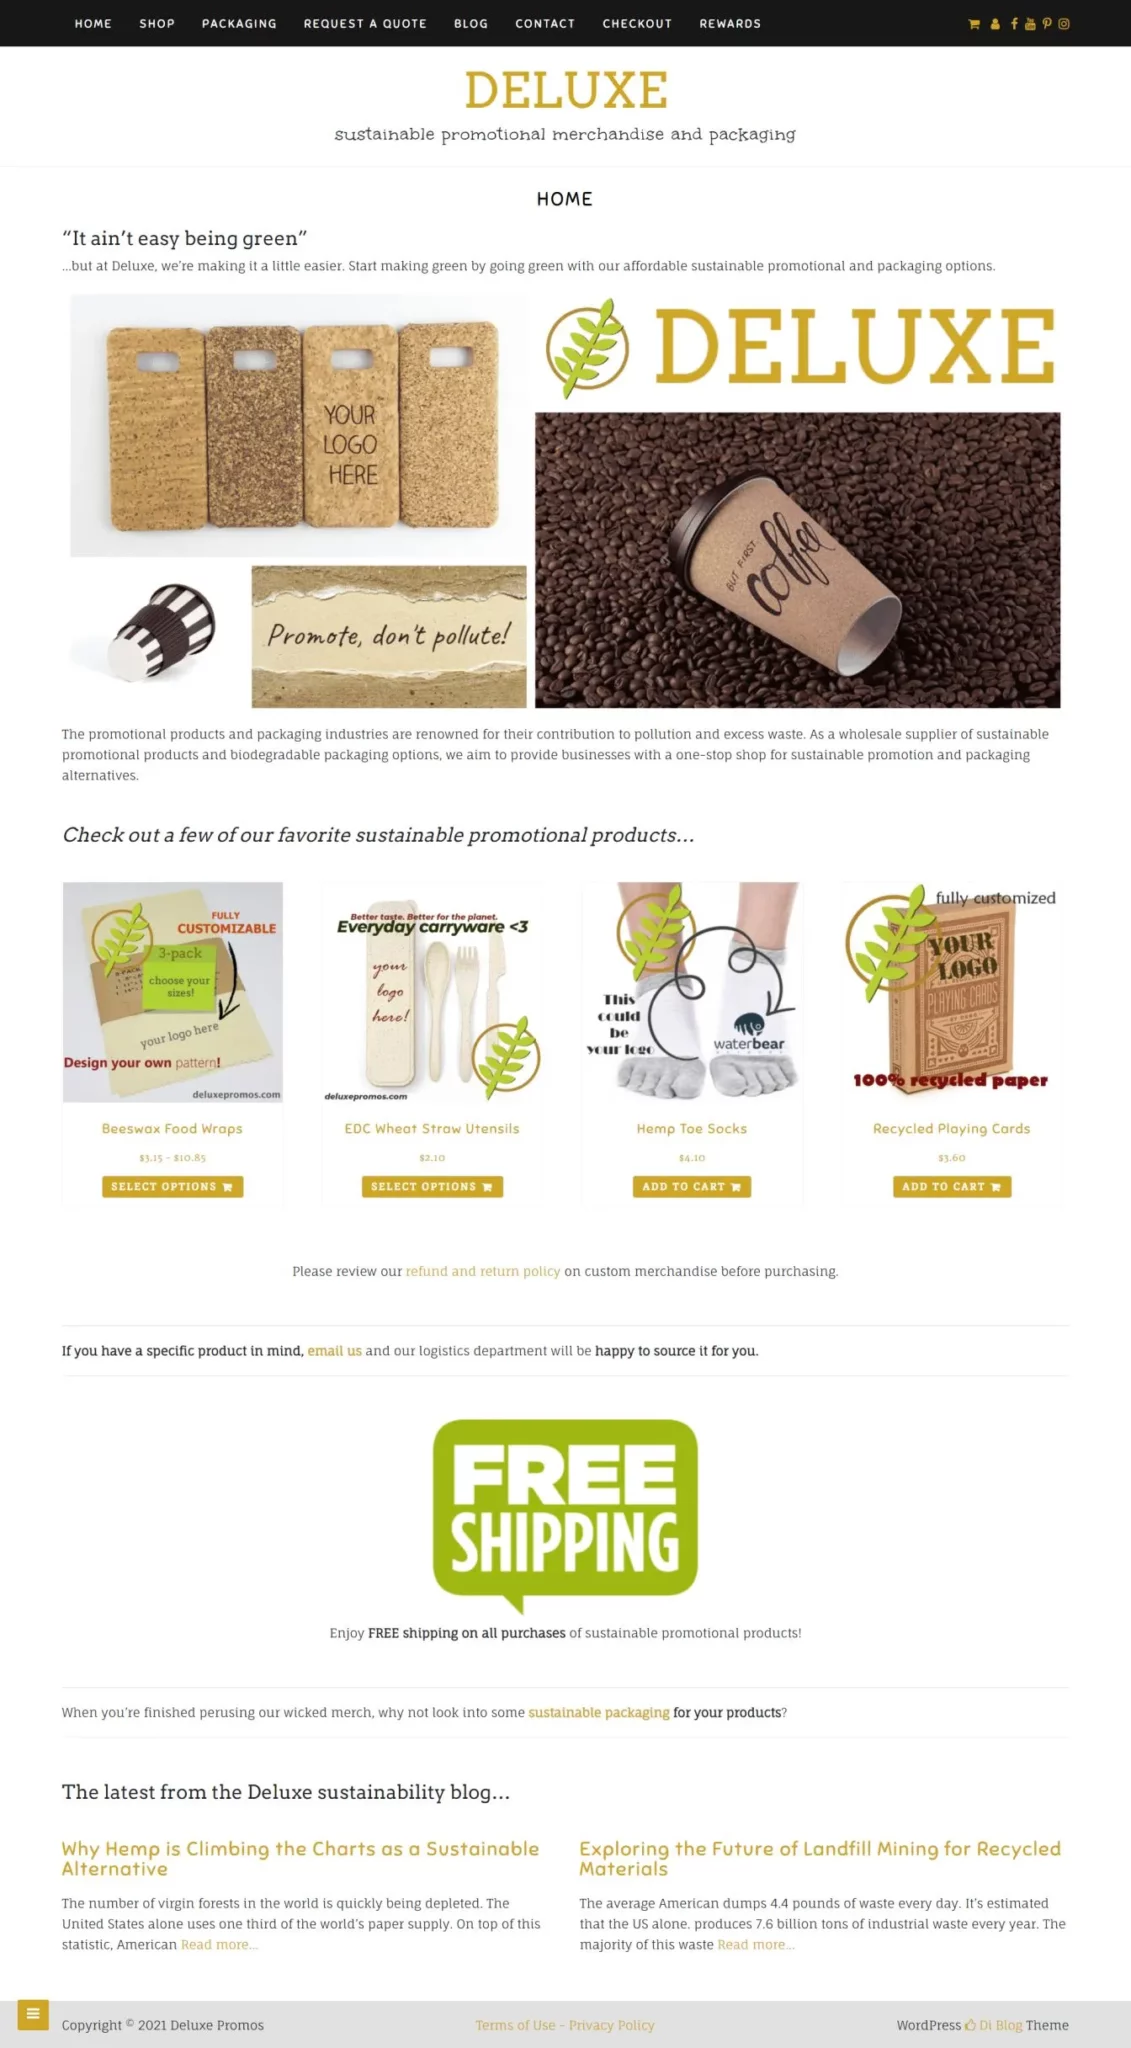 HOME SHOP PACKAGING REQUEST A QUOTE BLOG CONTACT CHECKOUT REWARDS
DELUXE
sustainable promotional merchandise and packaging
HOME
“It ain’t easy being green”
...but at Deluxe, we’re making it a little easier. Start making green by going green with our affordable sustainable promotional and packaging options.
YOUR
LOGO
HERE
DELUXE
BUT FIRST
coffee
Promote, don't pollute!
The promotional products and packaging industries are renowned for their contribution to pollution and excess waste. As a wholesale supplier of sustainable
promotional products and biodegradable packaging options, we aim to provide businesses with a one-stop shop for sustainable promotion and packaging
alternatives.
Check out a few of our favorite sustainable promotional products...
FULLY
CUSTOMIZABLE
3-pack
choose your
sizes!
your logo here
Design your own pattern!
deluxepromos.com
Beeswax Food Wraps
$3.15 – $10.85
SELECT OPTIONS
Better taste. Better for the planet.
Everyday carryware <3
your
logo
here!
deluxepromos.com
EDC Wheat Straw Utensils
$2.10
SELECT OPTIONS
This
could
be
your logo
waterbear
Hemp Toe Socks
$4.10
ADD TO CART
fully customized
YOUR
LOGO
PLAYING CARDS
100% recycled paper
Recycled Playing Cards
$3.60
ADD TO CART
Please review our refund and return policy on custom merchandise before purchasing.
If you have a specific product in mind, email us and our logistics department will be happy to source it for you.
FREE
SHIPPING
Enjoy FREE shipping on all purchases of sustainable promotional products!
When you’re finished perusing our wicked merch, why not look into some sustainable packaging for your products?
The latest from the Deluxe sustainability blog...
Why Hemp is Climbing the Charts as a Sustainable
Alternative
The number of virgin forests in the world is quickly being depleted. The
United States alone uses one third of the world’s paper supply. On top of this
statistic, American Read more...
Exploring the Future of Landfill Mining for Recycled
Materials
The average American dumps 4.4 pounds of waste every day. It’s estimated
that the US alone. produces 7.6 billion tons of industrial waste every year. The
majority of this waste Read more...
Copyright © 2021 Deluxe Promos
Terms of Use - Privacy Policy
WordPress Di Blog Theme